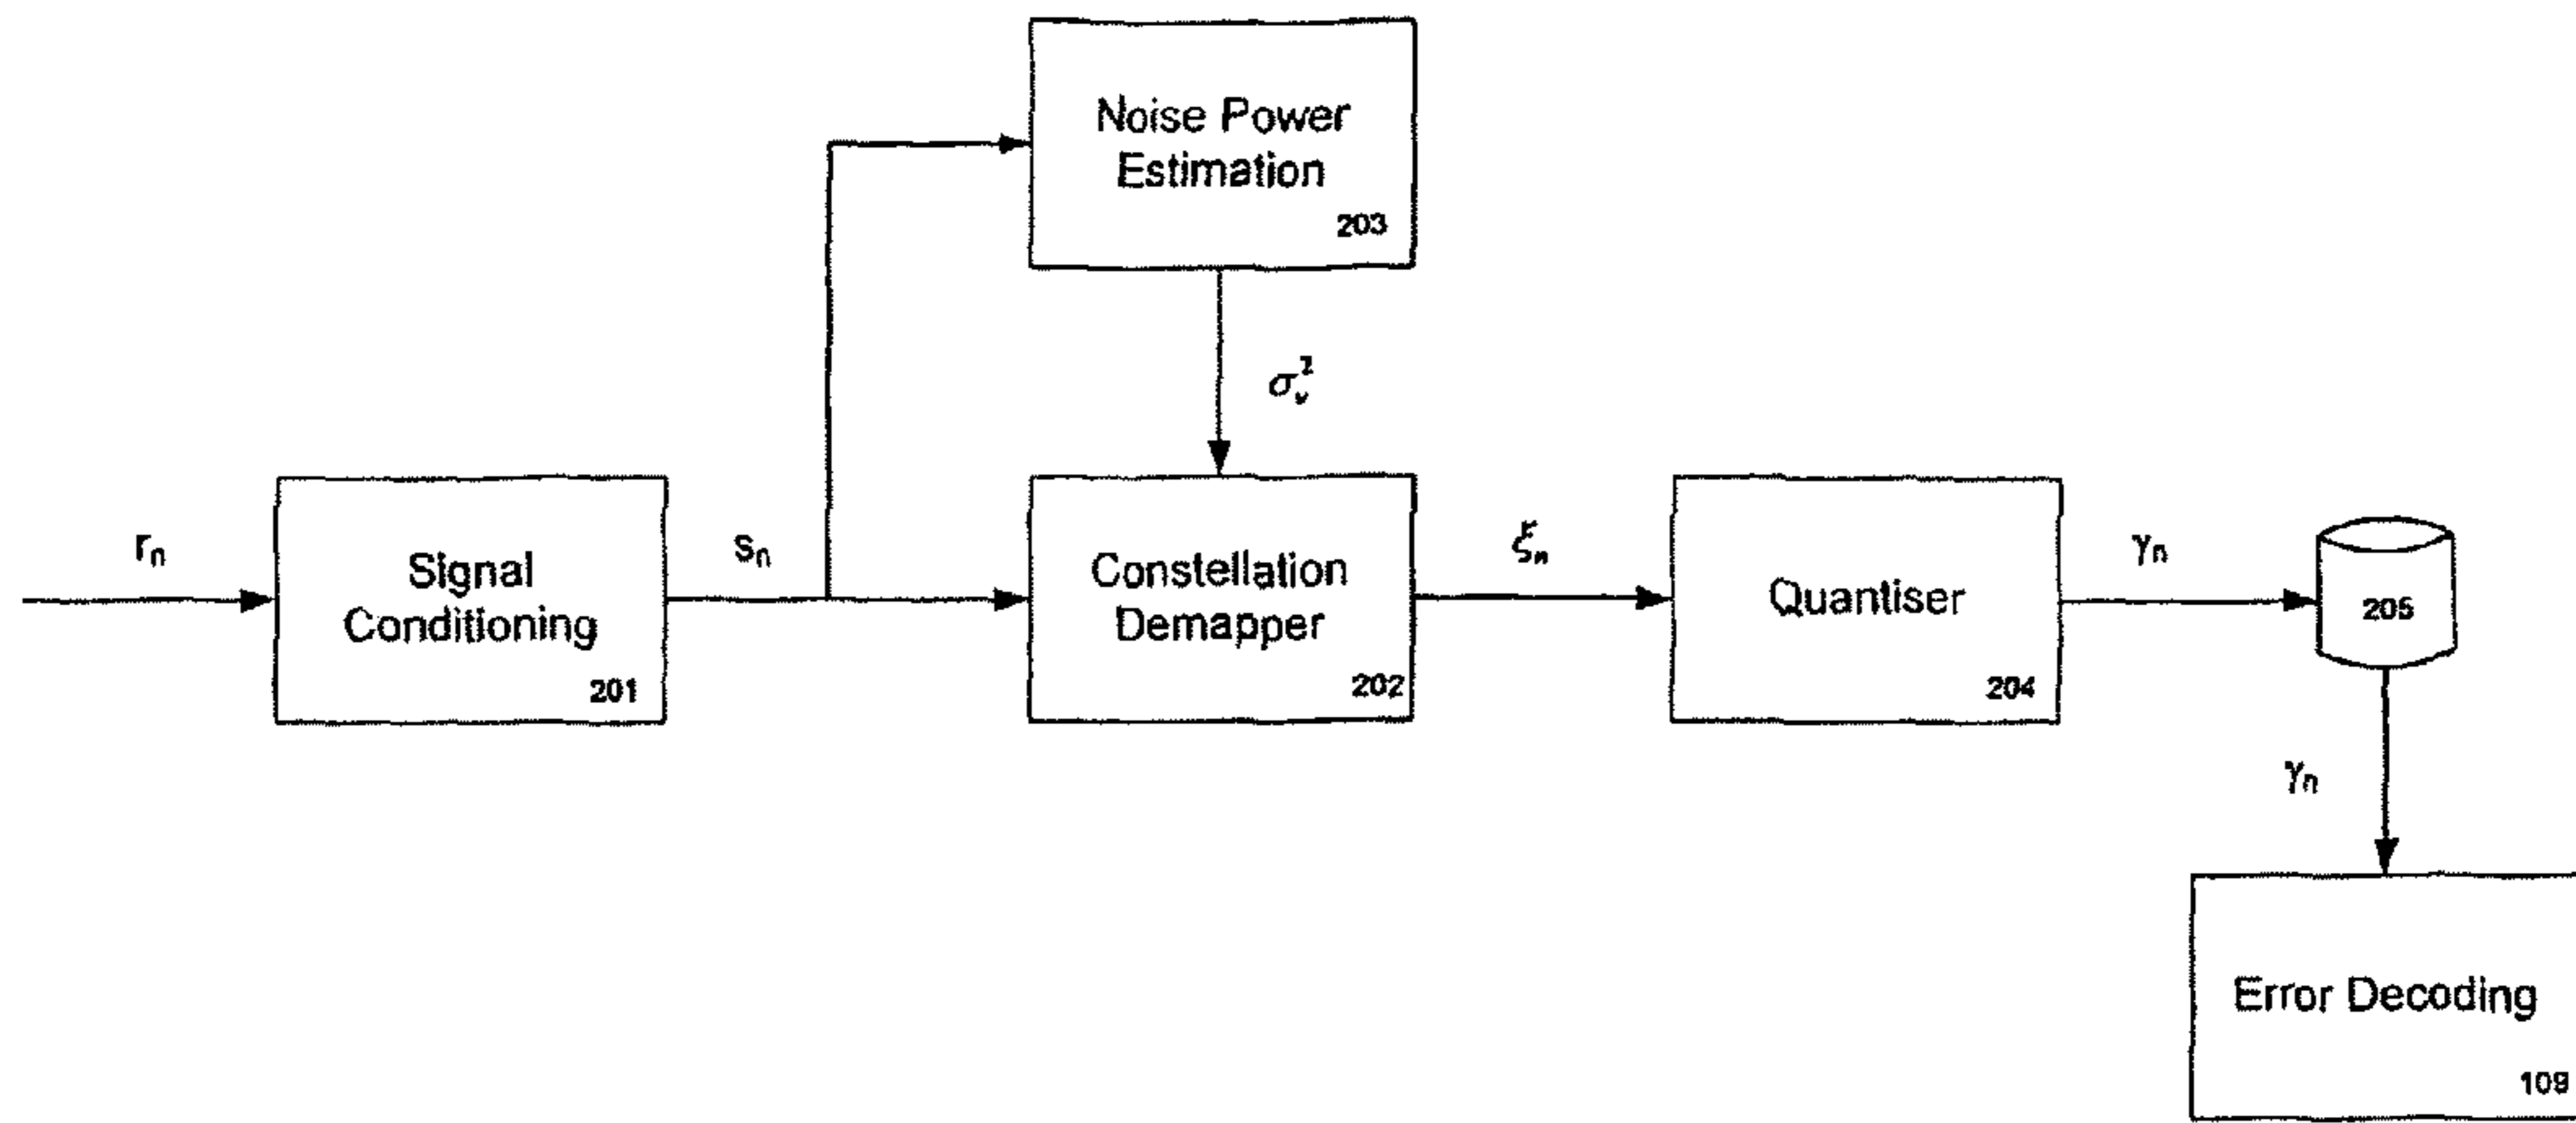 Noise Power
Estimation
203
σᵥ²
rₙ
Signal
Conditioning
201
sₙ
Constellation
Demapper
202
ξₙ
Quantiser
204
γₙ
205
γₙ
Error Decoding
109